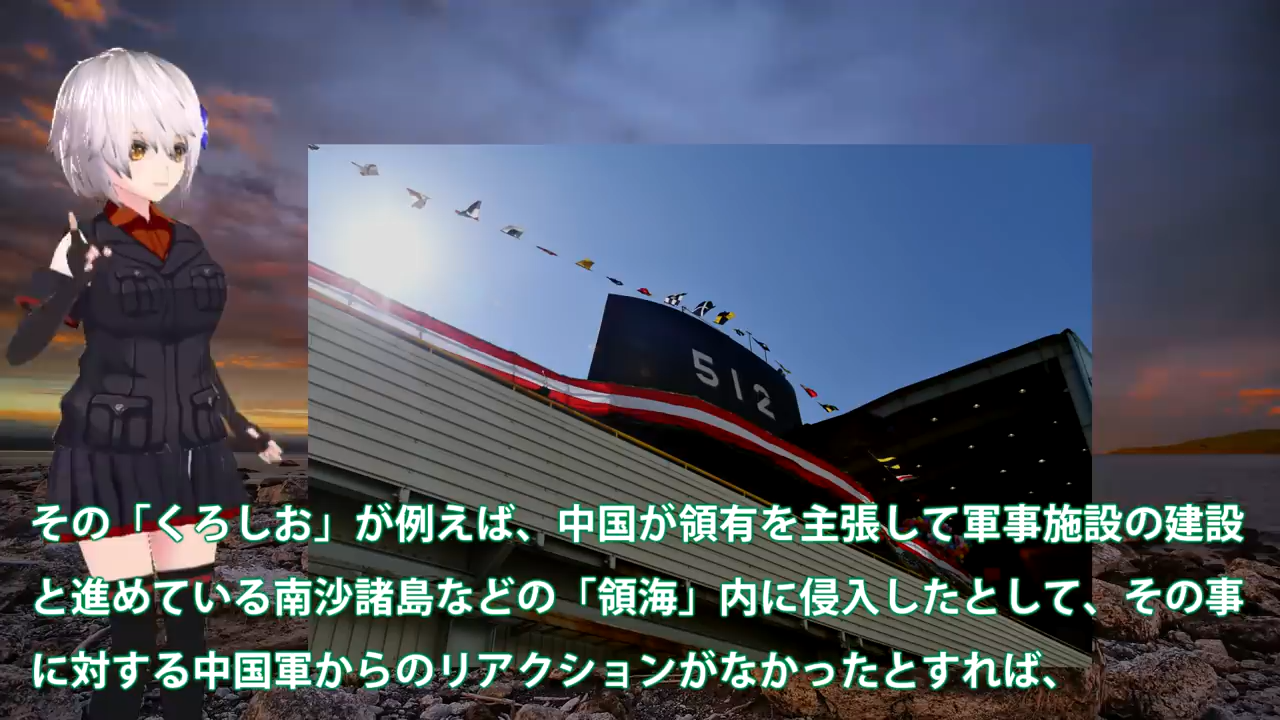 512
その「くろしお」が例えば、中国が領有を主張して軍事施設の建設
と進めている南沙諸島などの「領海」内に侵入したとして、その事
に対する中国軍からのリアクションがなかったとすれば、